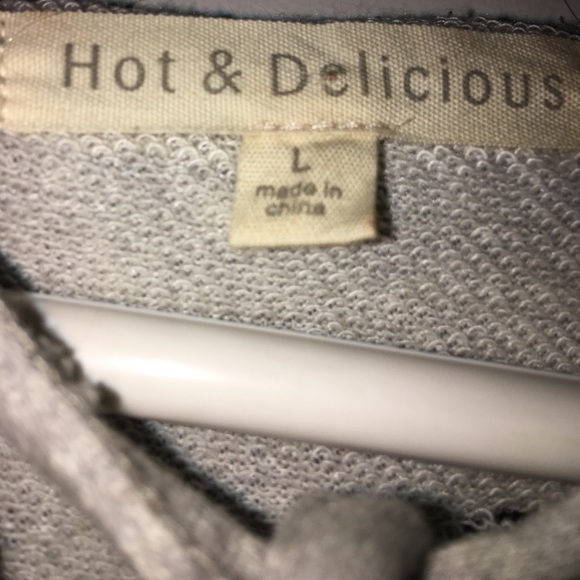 Hot & Delicious
L
made in
china